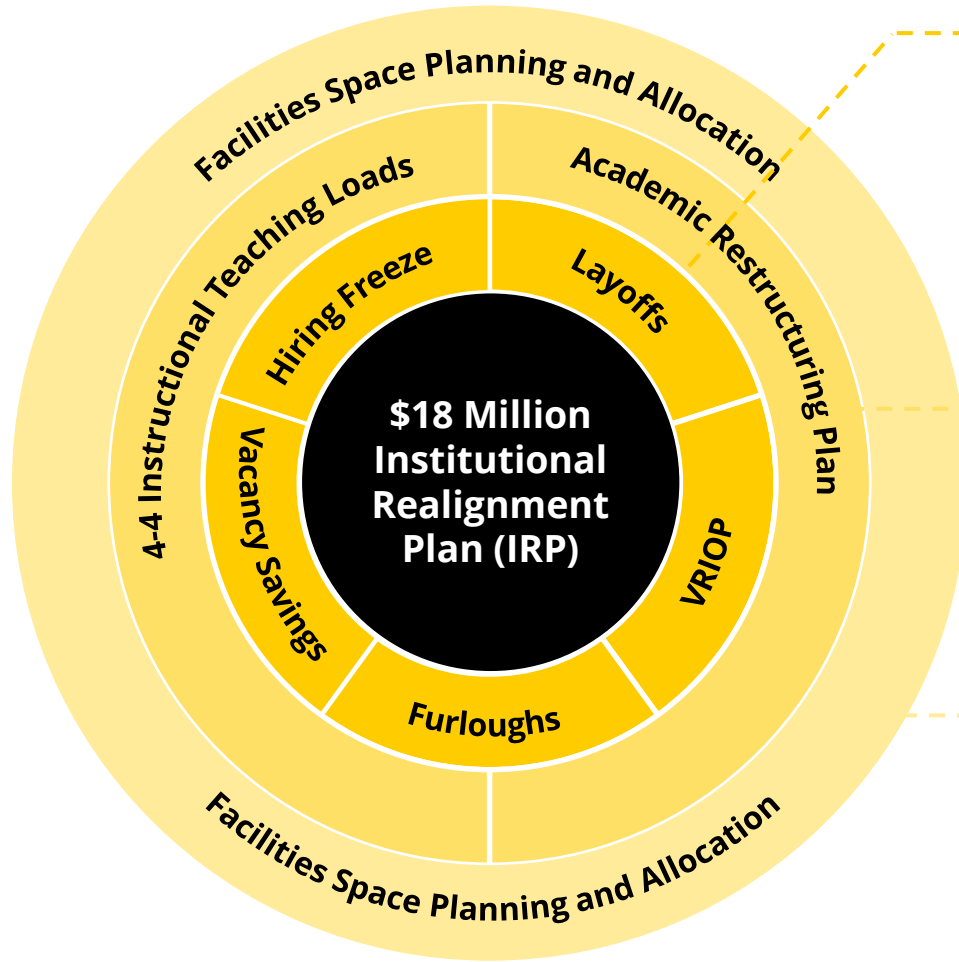 Facilities Space Planning and Allocation
4-4 Instructional Teaching Loads
Academic Restructuring Plan
Hiring Freeze
Layoffs
$18 Million
Institutional
Realignment
Plan (IRP)
Vacancy Savings
VRIOP
Furloughs
Facilities Space Planning and Allocation